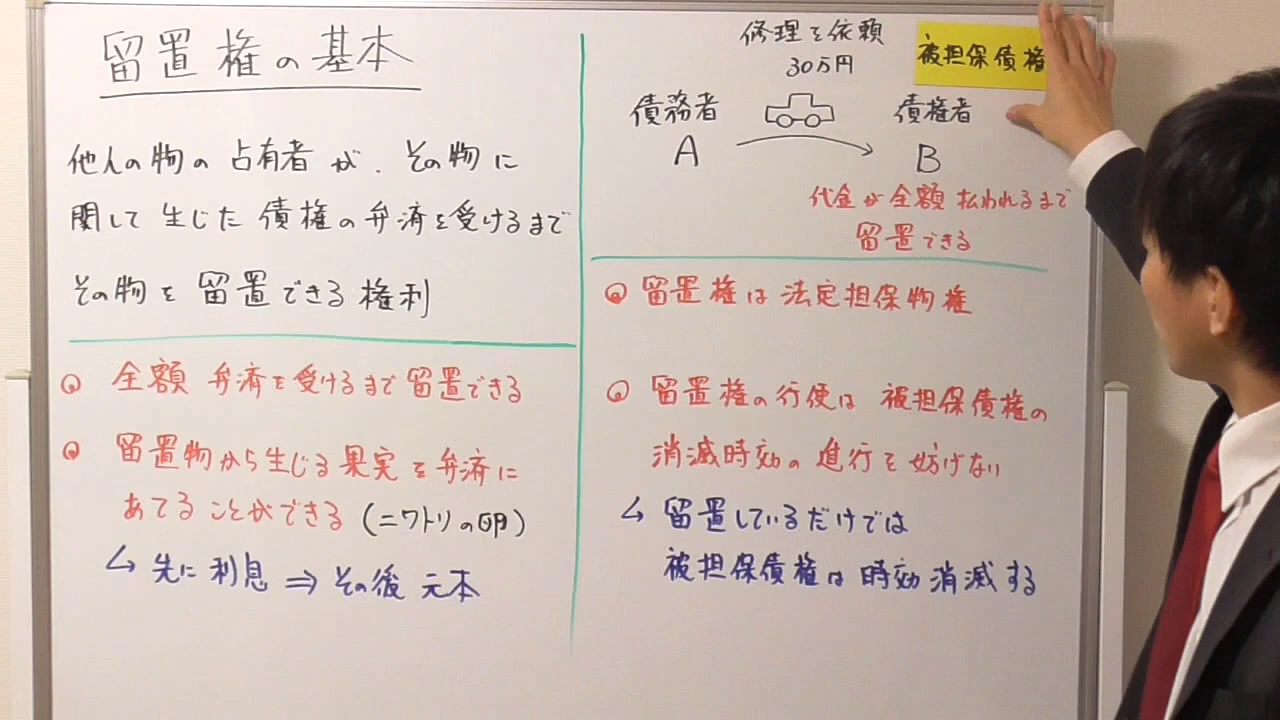 留置権の基本
他人の物の占有者が、その物に
関して生じた債権の弁済を受けるまで
その物を留置できる権利
全額弁済を受けるまで留置できる
留置物から生じる果実を弁済に
あてることができる（ニワトリの卵）
↳ 先に利息 ⇒ その後 元本
修理を依頼
30万円
被担保債権
債務者
A
債権者
B
代金が全額払われるまで
留置できる
留置権は法定担保物権
留置権の行使は被担保債権の
消滅時効の進行を妨げない
↳ 留置しているだけでは
被担保債権は時効消滅する